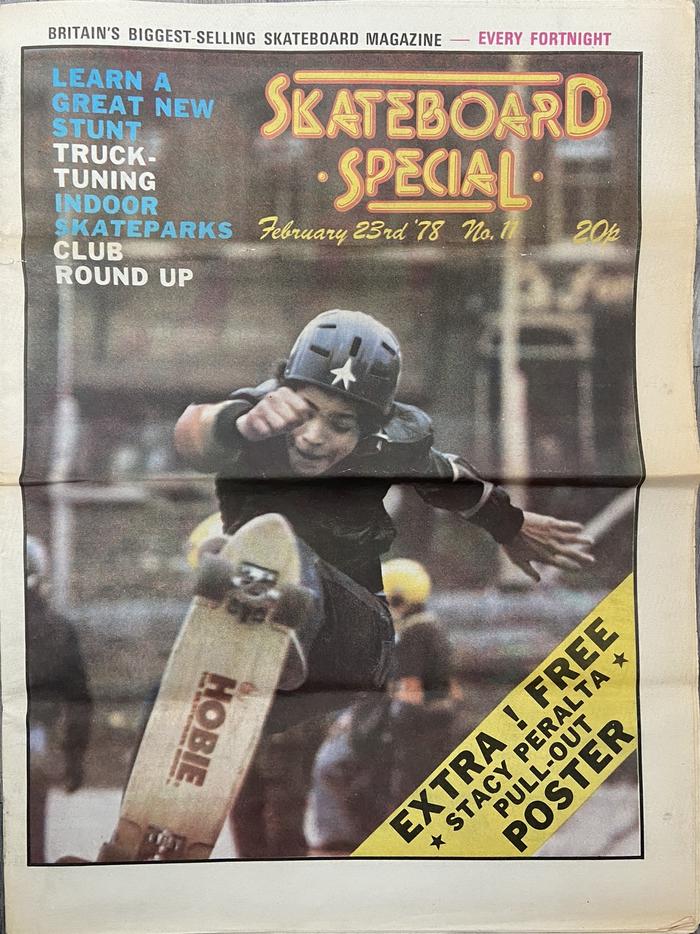 BRITAIN'S BIGGEST-SELLING SKATEBOARD MAGAZINE — EVERY FORTNIGHT
LEARN A
GREAT NEW
STUNT
TRUCK-
TUNING
INDOOR
SKATEPARKS
CLUB
ROUND UP
SKATEBOARD
·SPECIAL·
February 23rd '78 No. 11 20p
HOBIE
EXTRA! FREE
★ STACY PERALTA ★
PULL-OUT
POSTER